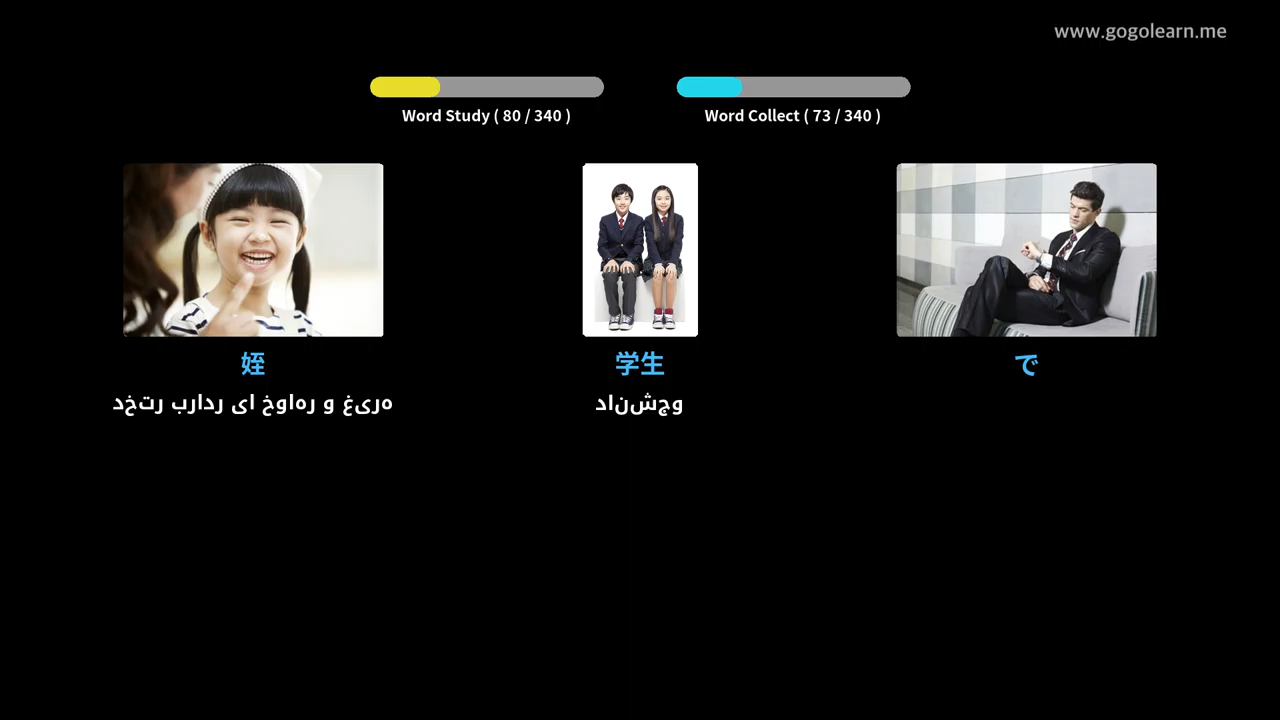 www.gogolearn.me
Word Study ( 80 / 340 )
Word Collect ( 73 / 340 )
姪
هریغ و رهاوخ ای ردارب رتخد
学生
وجشناد
で